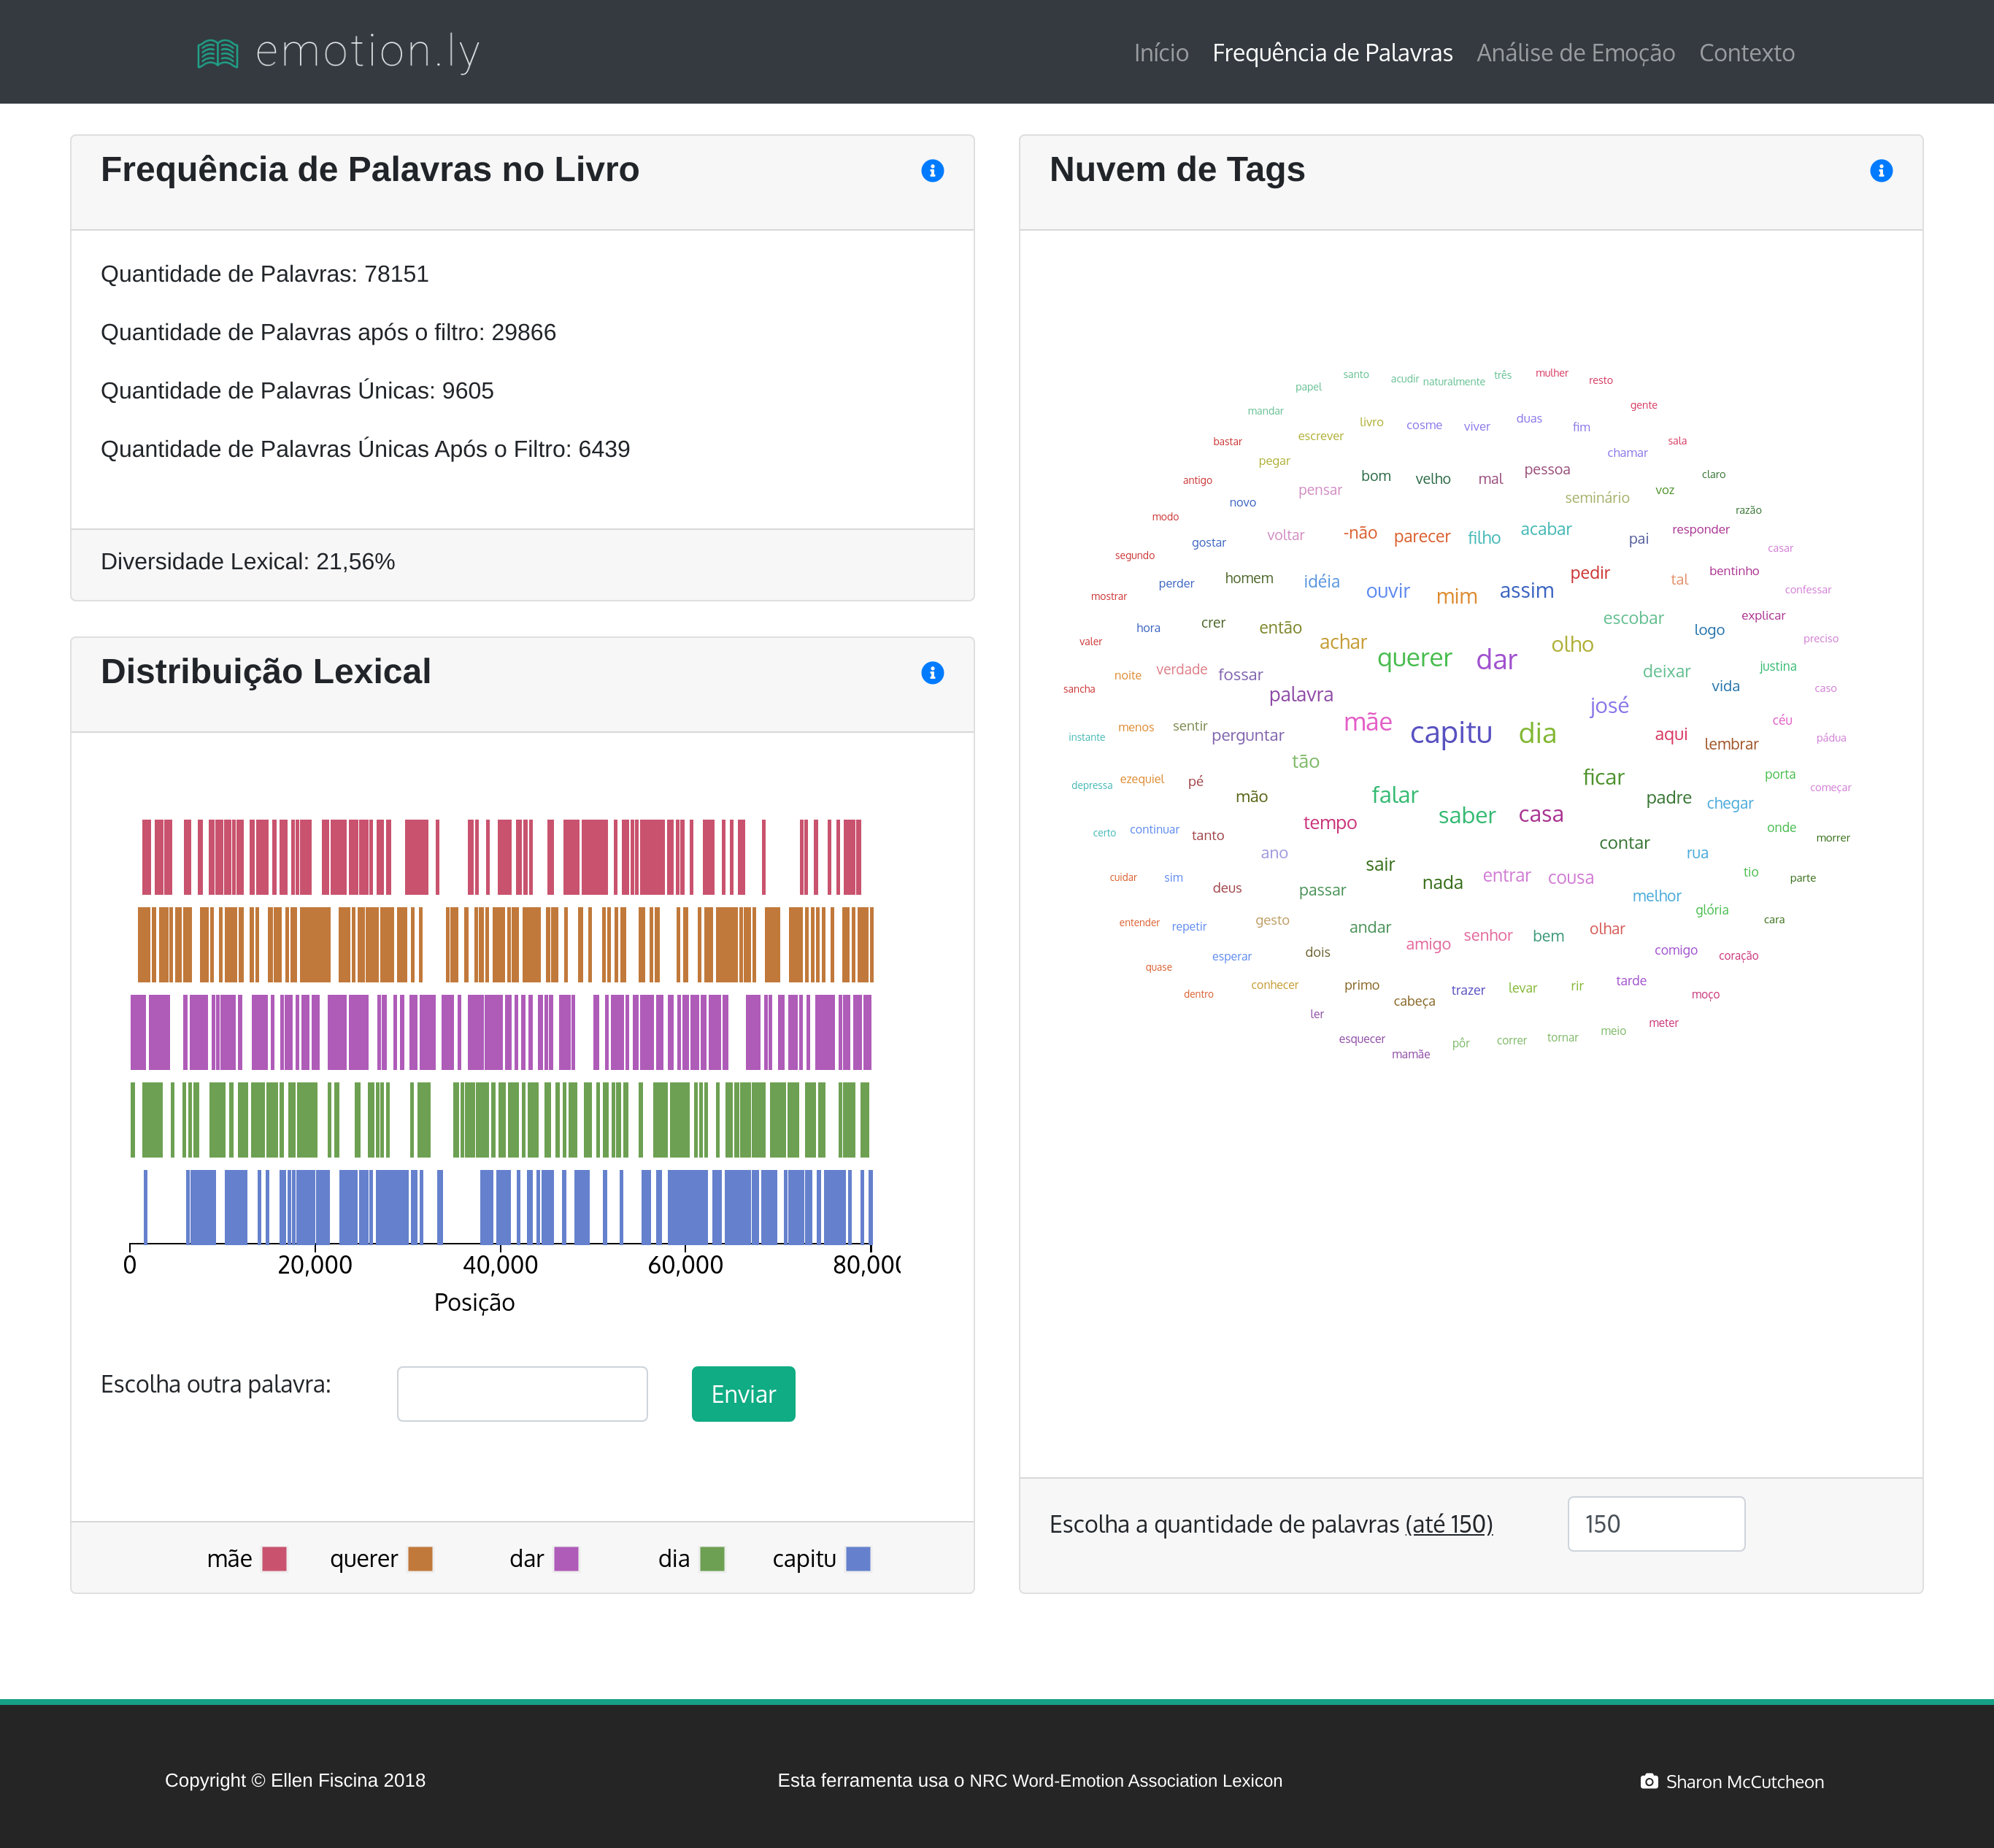 emotion.ly
Início Frequência de Palavras Análise de Emoção Contexto
Frequência de Palavras no Livro
Quantidade de Palavras: 78151
Quantidade de Palavras após o filtro: 29866
Quantidade de Palavras Únicas: 9605
Quantidade de Palavras Únicas Após o Filtro: 6439
Diversidade Lexical: 21,56%
Distribuição Lexical
0 20,000 40,000 60,000
Posição
Escolha outra palavra:
Enviar
mãe querer dar dia capitu
Nuvem de Tags
santo acudir naturalmente três mulher resto
papel
mandar gente
livro cosme viver duas fim
bastar escrever sala
pegar chamar
antigo novo pensar bom velho mal pessoa seminário voz claro
modo razão
segundo gostar voltar -não parecer filho acabar pai responder casar
mostrar perder homem idéia ouvir mim assim pedir tal bentinho confessar
valer hora crer então achar escobar logo explicar preciso
sancha noite verdade fossar palavra querer dar olho deixar vida justina caso
instante menos sentir perguntar mãe capitu dia josé aqui lembrar céu pádua
depressa ezequiel pé mão tão falar ficar padre chegar porta começar
certo continuar tanto ano tempo saber casa contar rua onde morrer
cuidar sim deus passar sair nada entrar cousa melhor tio parte
entender repetir gesto andar amigo senhor bem olhar glória cara
quase esperar dois comigo coração
dentro conhecer primo cabeça trazer levar rir tarde moço
ler meter
esquecer mamãe pôr correr tornar meio
Escolha a quantidade de palavras (até 150)
150
Copyright © Ellen Fiscina 2018
Esta ferramenta usa o NRC Word-Emotion Association Lexicon
Sharon McCutcheon